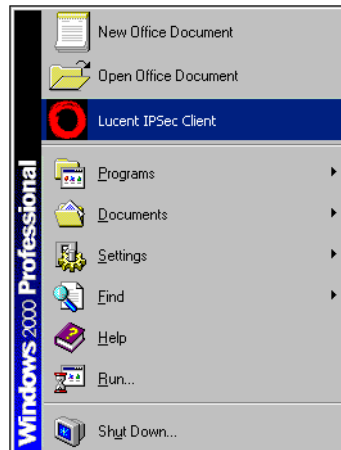 New Office Document
Open Office Document
Lucent IPSec Client
Programs
Documents
Settings
Find
Help
Run...
Shut Down...
Windows 2000 Professional